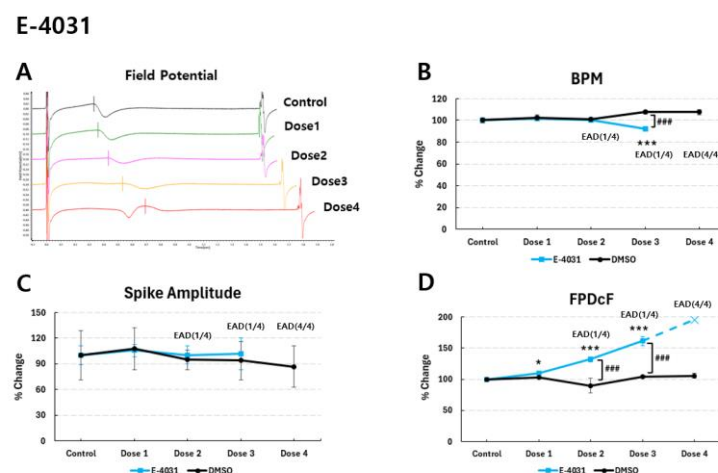 E-4031
A
Field Potential
Control
Dose1
Dose2
Dose3
Dose4
B
BPM
% Change
120
100
80
60
40
20
0
EAD(1/4)
###
***
EAD(1/4)
EAD(4/4
Control
Dose 1
Dose 2
Dose 3
Dose 4
E-4031
DMSO
C
Spike Amplitude
% Change
150
120
90
60
30
0
EAD(1/4)
EAD(1/4)
EAD(4/4)
Control
Dose 1
Dose 2
Dose 3
Dose 4
E-4031
DMSO
D
FPDcF
% Change
200
150
100
50
0
*
EAD(1/4)
***
###
EAD(1/4)
***
###
EAD(4/4)
Control
Dose 1
Dose 2
Dose 3
Dose 4
E-4031
DMSO